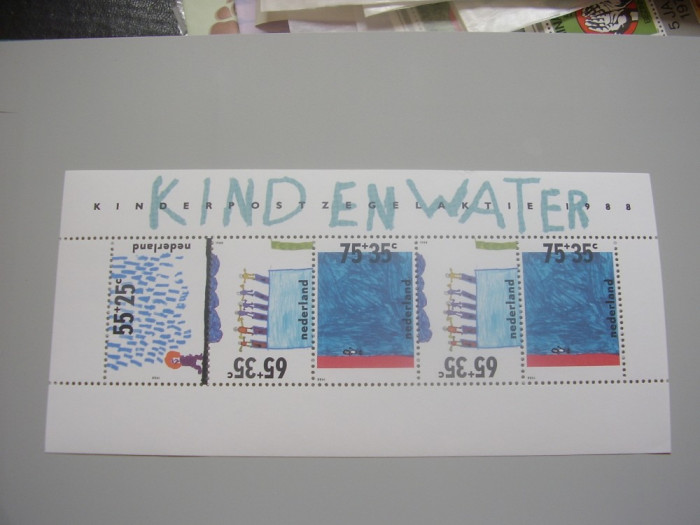 KIND EN WATER
KINDERPOSTZEGELAKTIE 1988
nederland
55+25c
65+35c
75+35c
nederland
65+35c
75+35c
nederland